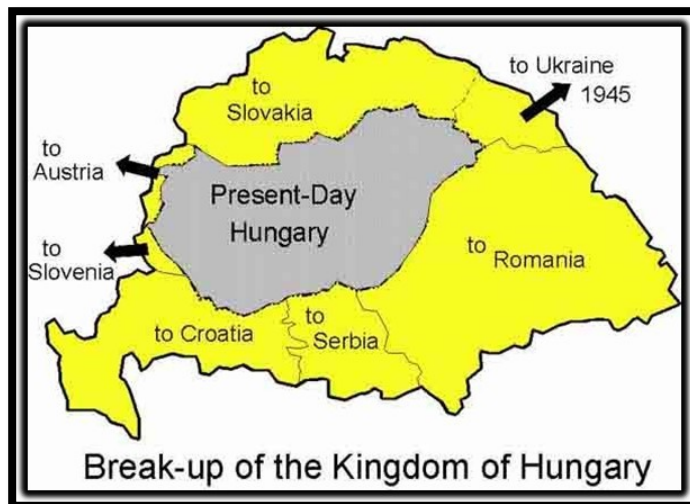 to
Slovakia
to Ukraine
1945
to
Austria
Present-Day
Hungary
to
Slovenia
to
Romania
to Croatia
to
Serbia
Break-up of the Kingdom of Hungary